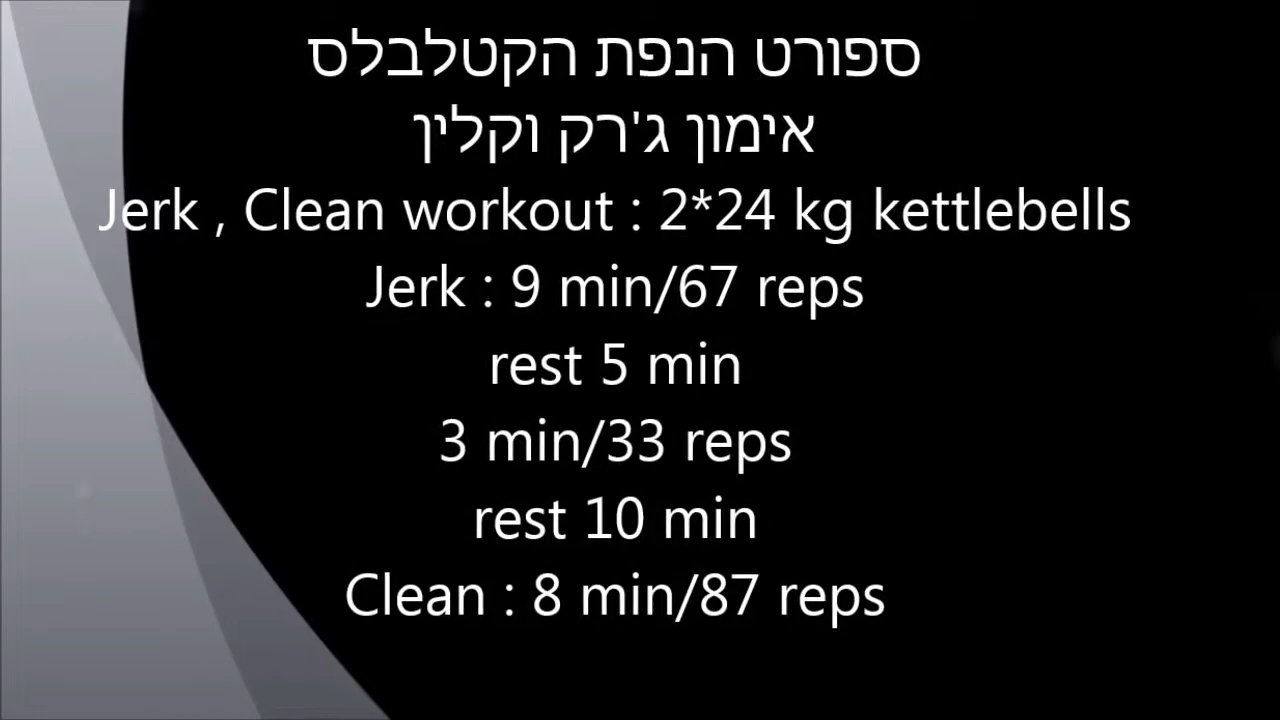 ספורט הנפת הקטלבלס
אימון ג'רק וקלין
Jerk , Clean workout : 2*24 kg kettlebells
Jerk : 9 min/67 reps
rest 5 min
3 min/33 reps
rest 10 min
Clean : 8 min/87 reps